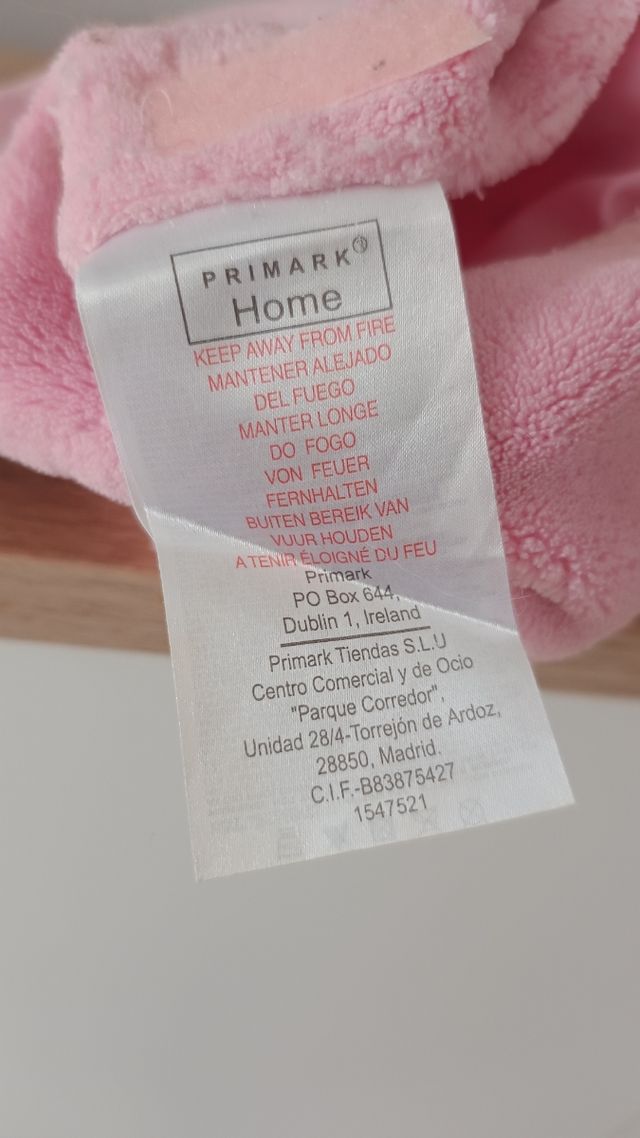 PRIMARK®
Home
KEEP AWAY FROM FIRE
MANTENER ALEJADO
DEL FUEGO
MANTER LONGE
DO FOGO
VON FEUER
FERNHALTEN
BUITEN BEREIK VAN
VUUR HOUDEN
A TENIR ÉLOIGNÉ DU FEU
Primark
PO Box 644,
Dublin 1, Ireland
Primark Tiendas S.L.U
Centro Comercial y de Ocio
"Parque Corredor",
Unidad 28/4-Torrejón de Ardoz,
28850, Madrid.
C.I.F.-B83875427
1547521